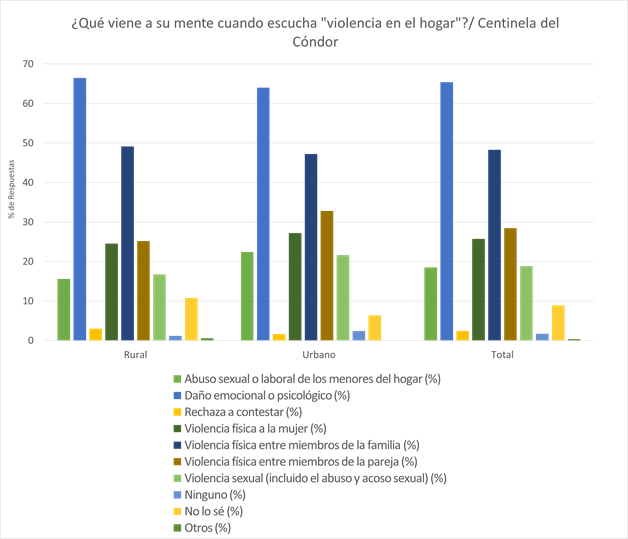 ¿Qué viene a su mente cuando escucha "violencia en el hogar"?/ Centinela del
Cóndor
% de Respuestas
70
60
50
40
30
20
10
0
Rural
Urbano
Total
Abuso sexual o laboral de los menores del hogar (%)
Daño emocional o psicológico (%)
Rechaza a contestar (%)
Violencia física a la mujer (%)
Violencia física entre miembros de la familia (%)
Violencia física entre miembros de la pareja (%)
Violencia sexual (incluido el abuso y acoso sexual) (%)
Ninguno (%)
No lo sé (%)
Otros (%)